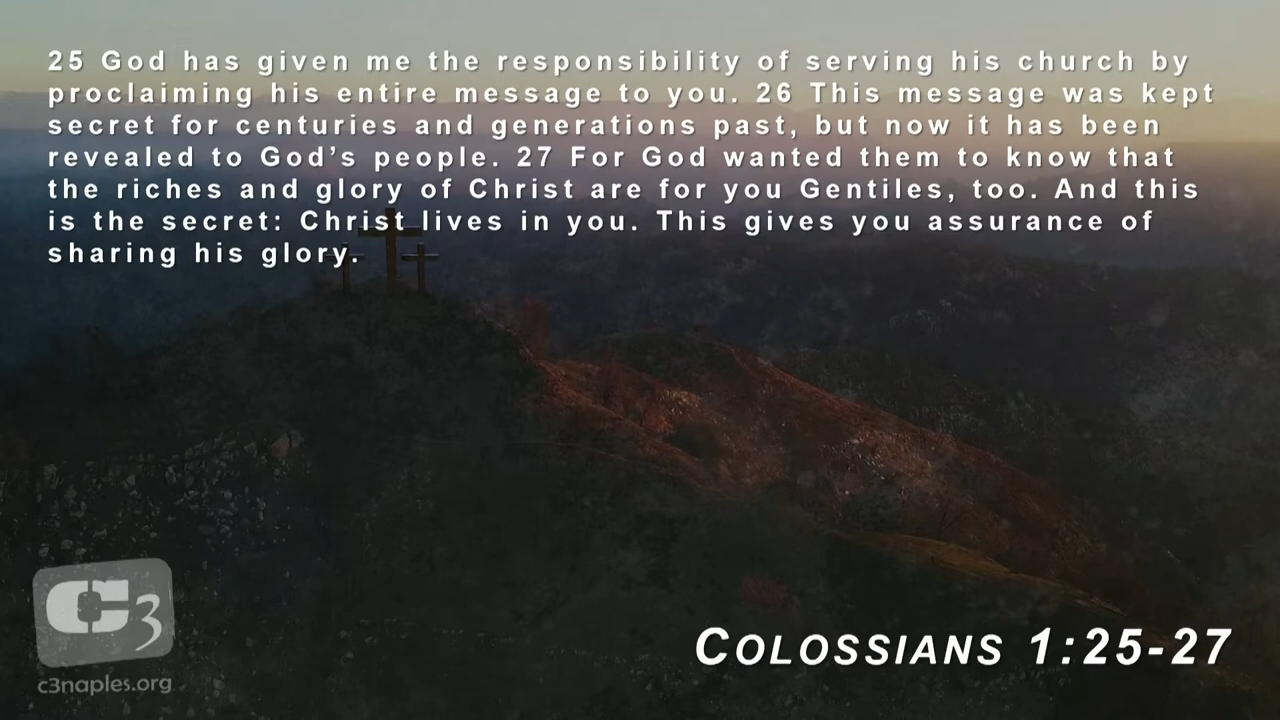 25 God has given me the responsibility of serving his church by
proclaiming his entire message to you. 26 This message was kept
secret for centuries and generations past, but now it has been
revealed to God’s people. 27 For God wanted them to know that
the riches and glory of Christ are for you Gentiles, too. And this
is the secret: Christ lives in you. This gives you assurance of
sharing his glory.
C3
c3naples.org
COLOSSIANS 1:25-27